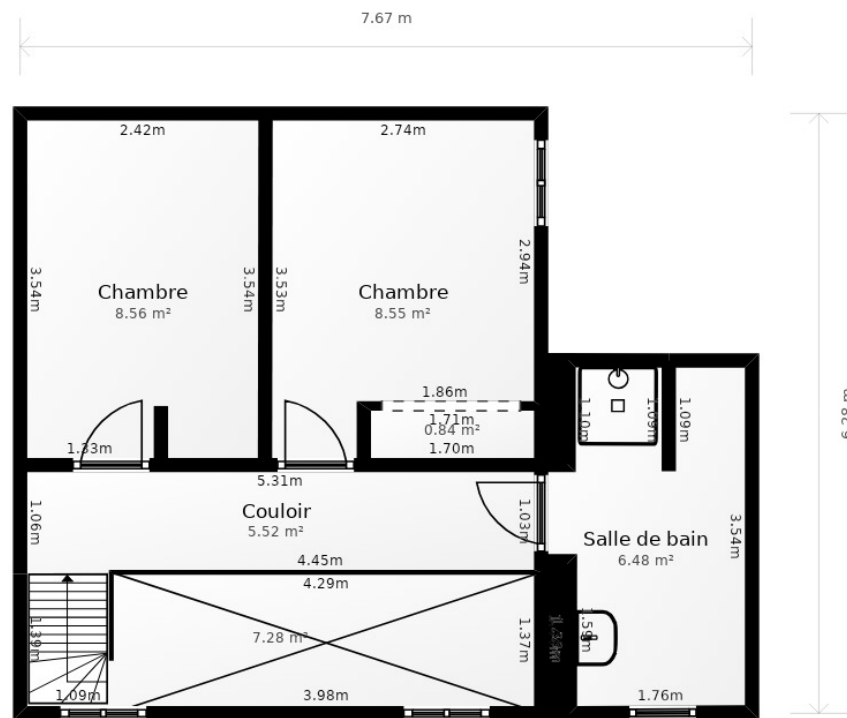 7.67 m
2.42m
2.74m
3.54m
3.54m
3.53m
2.94m
Chambre
8.56 m²
Chambre
8.55 m²
1.86m
1.71m
0.84 m²
1.70m
1.33m
1.10m
1.09m
1.09m
5.31m
Couloir
5.52 m²
1.06m
1.03m
4.45m
Salle de bain
6.48 m²
3.54m
4.29m
7.28 m²
1.39m
1.37m
1.59m
1.09m
3.98m
1.76m